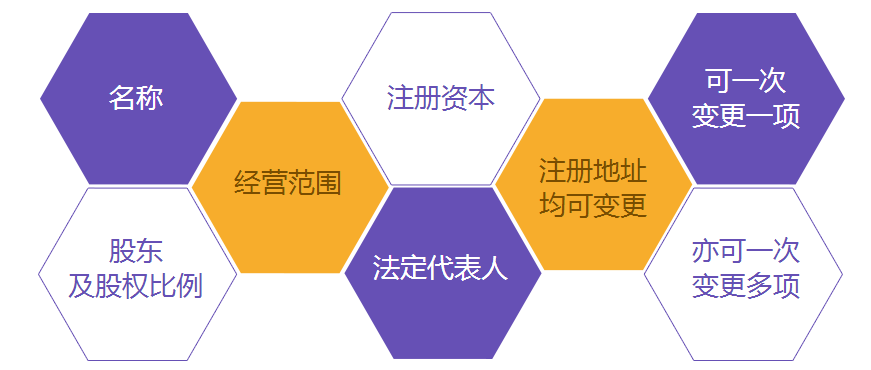 名称
股东
及股权比例
经营范围
注册资本
法定代表人
注册地址
均可变更
可一次
变更一项
亦可一次
变更多项